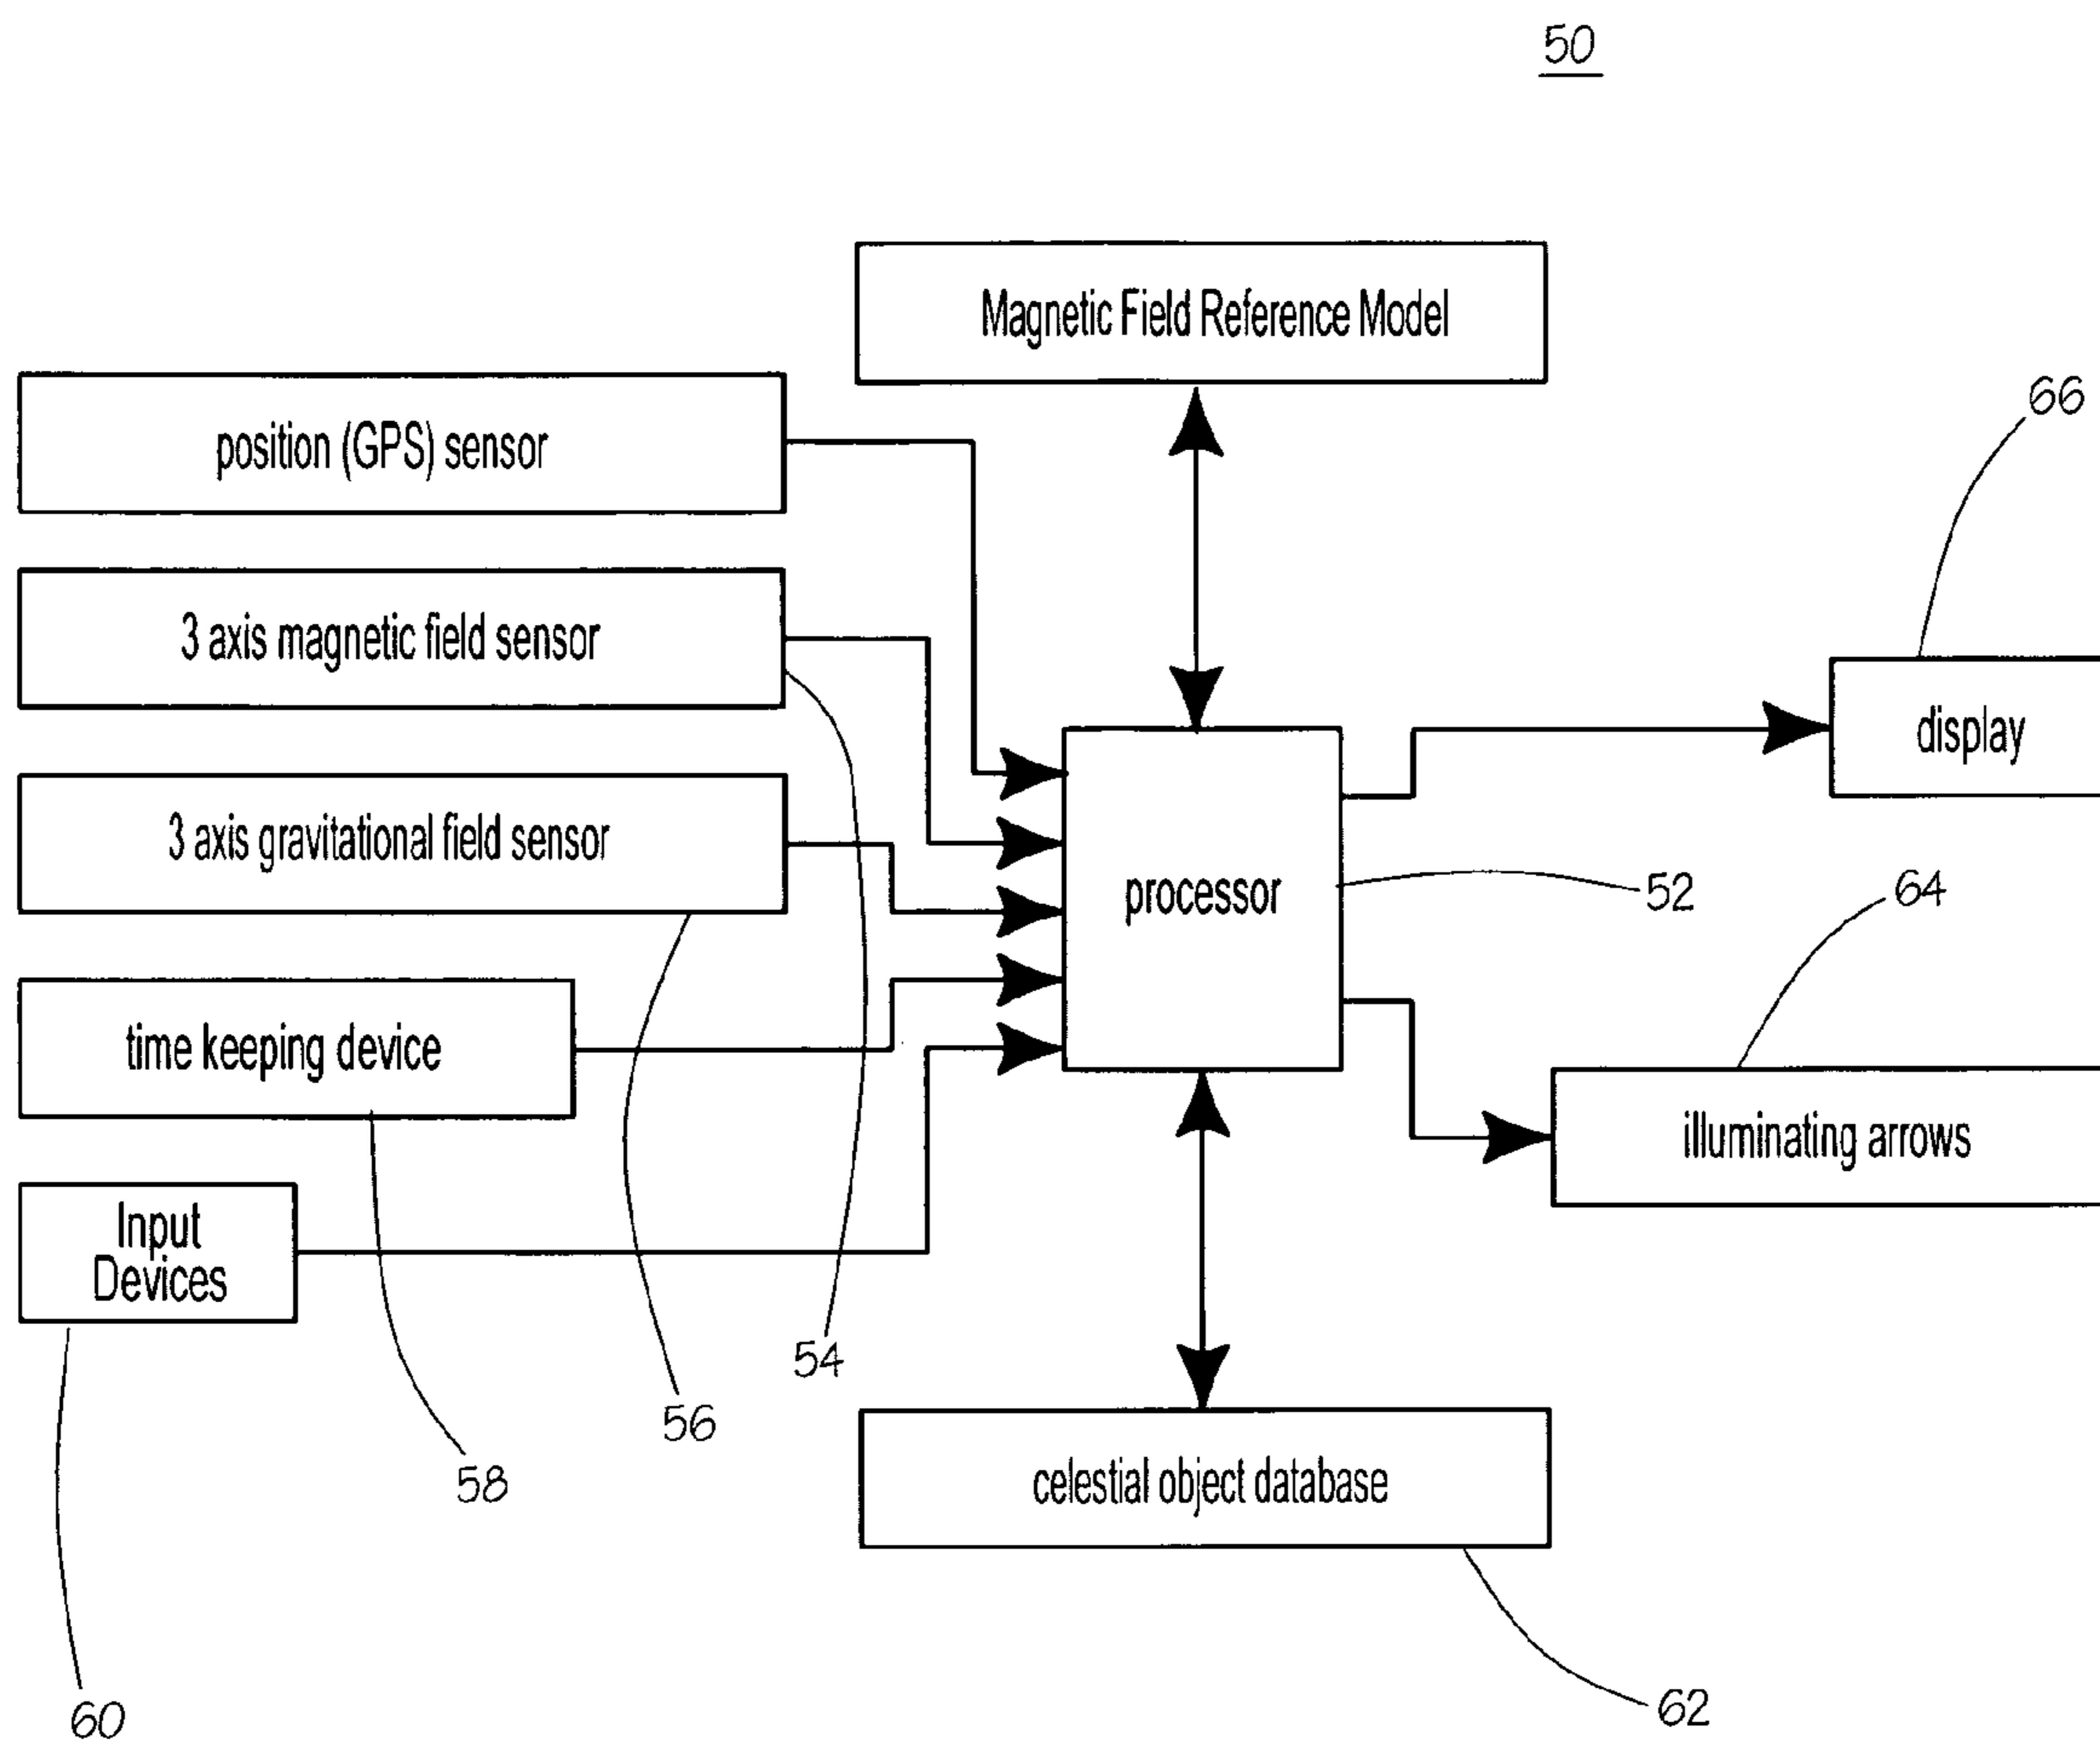 50
Magnetic Field Reference Model
position (GPS) sensor
66
3 axis magnetic field sensor
display
3 axis gravitational field sensor
processor
52
64
time keeping device
illuminating arrows
Input
Devices
54
56
58
celestial object database
60
62